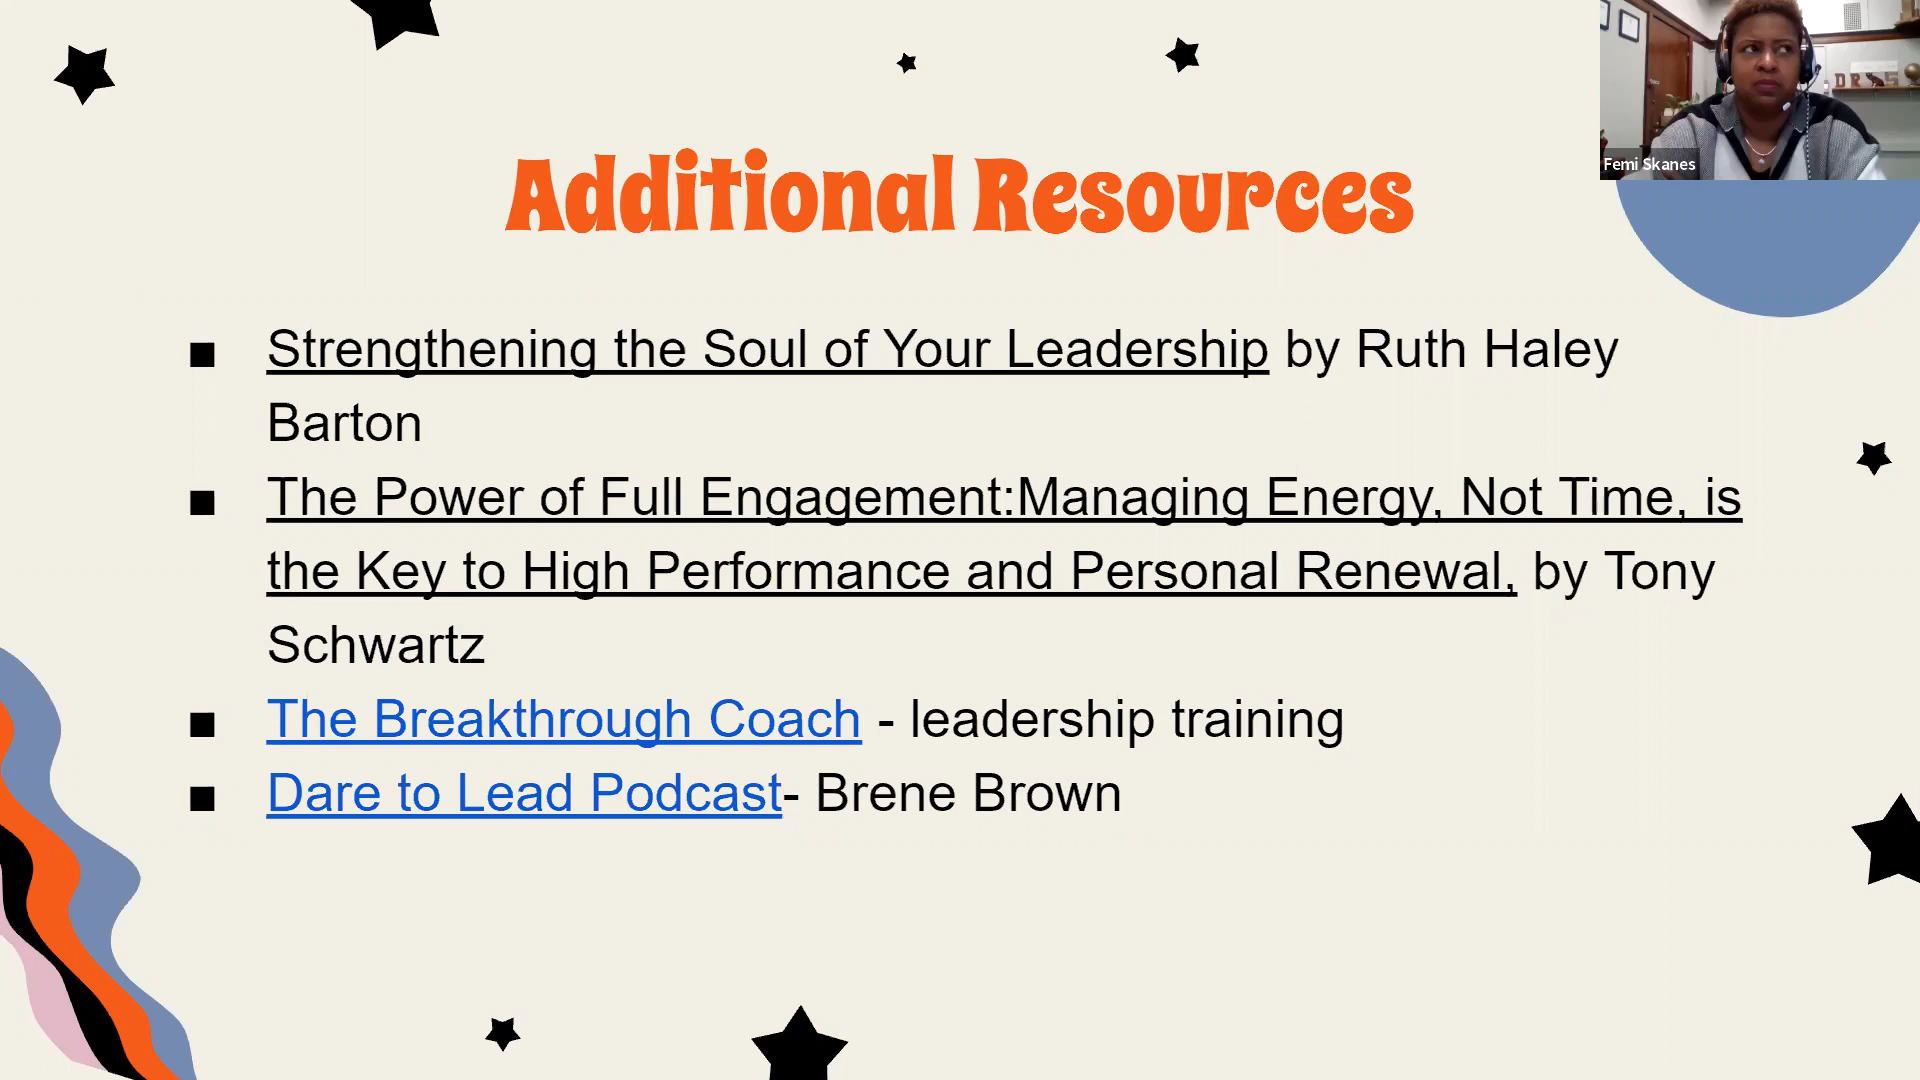 Additional Resources
Femi Skanes
■ Strengthening the Soul of Your Leadership by Ruth Haley
Barton
■ The Power of Full Engagement:Managing Energy, Not Time, is
the Key to High Performance and Personal Renewal, by Tony
Schwartz
■ The Breakthrough Coach - leadership training
■ Dare to Lead Podcast- Brene Brown